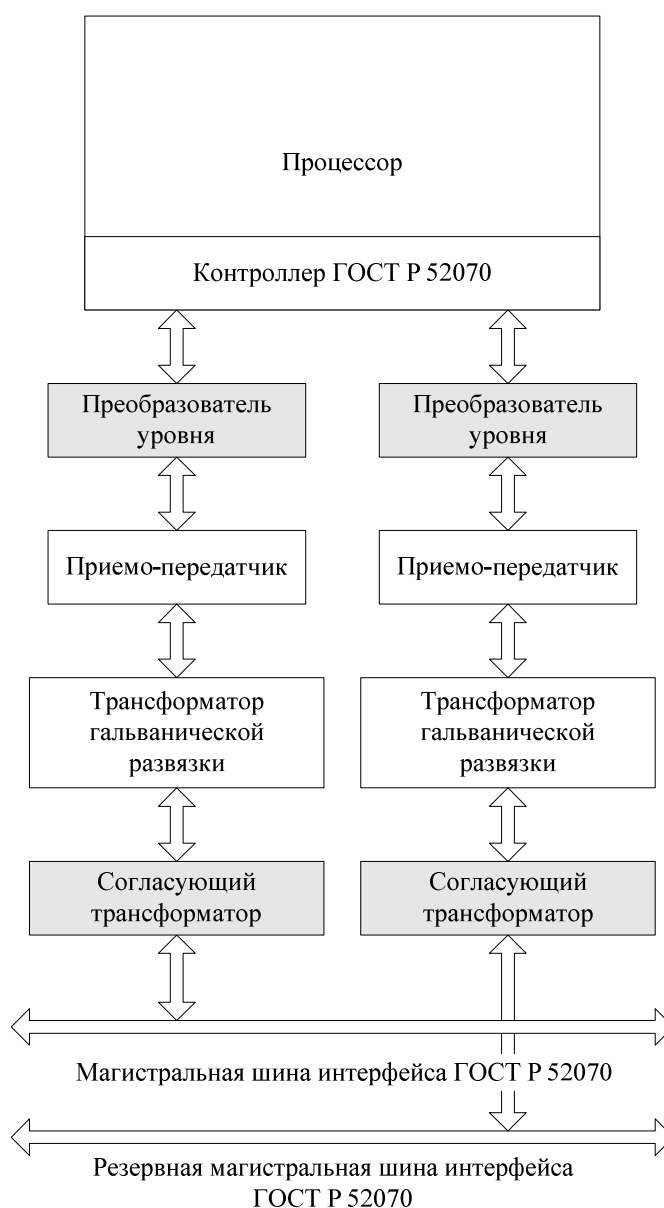 Процессор
Контроллер ГОСТ Р 52070
Преобразователь
уровня
Преобразователь
уровня
Приемо-передатчик
Приемо-передатчик
Трансформатор
гальванической
развязки
Трансформатор
гальванической
развязки
Согласующий
трансформатор
Согласующий
трансформатор
Магистральная шина интерфейса ГОСТ Р 52070
Резервная магистральная шина интерфейса
ГОСТ Р 52070